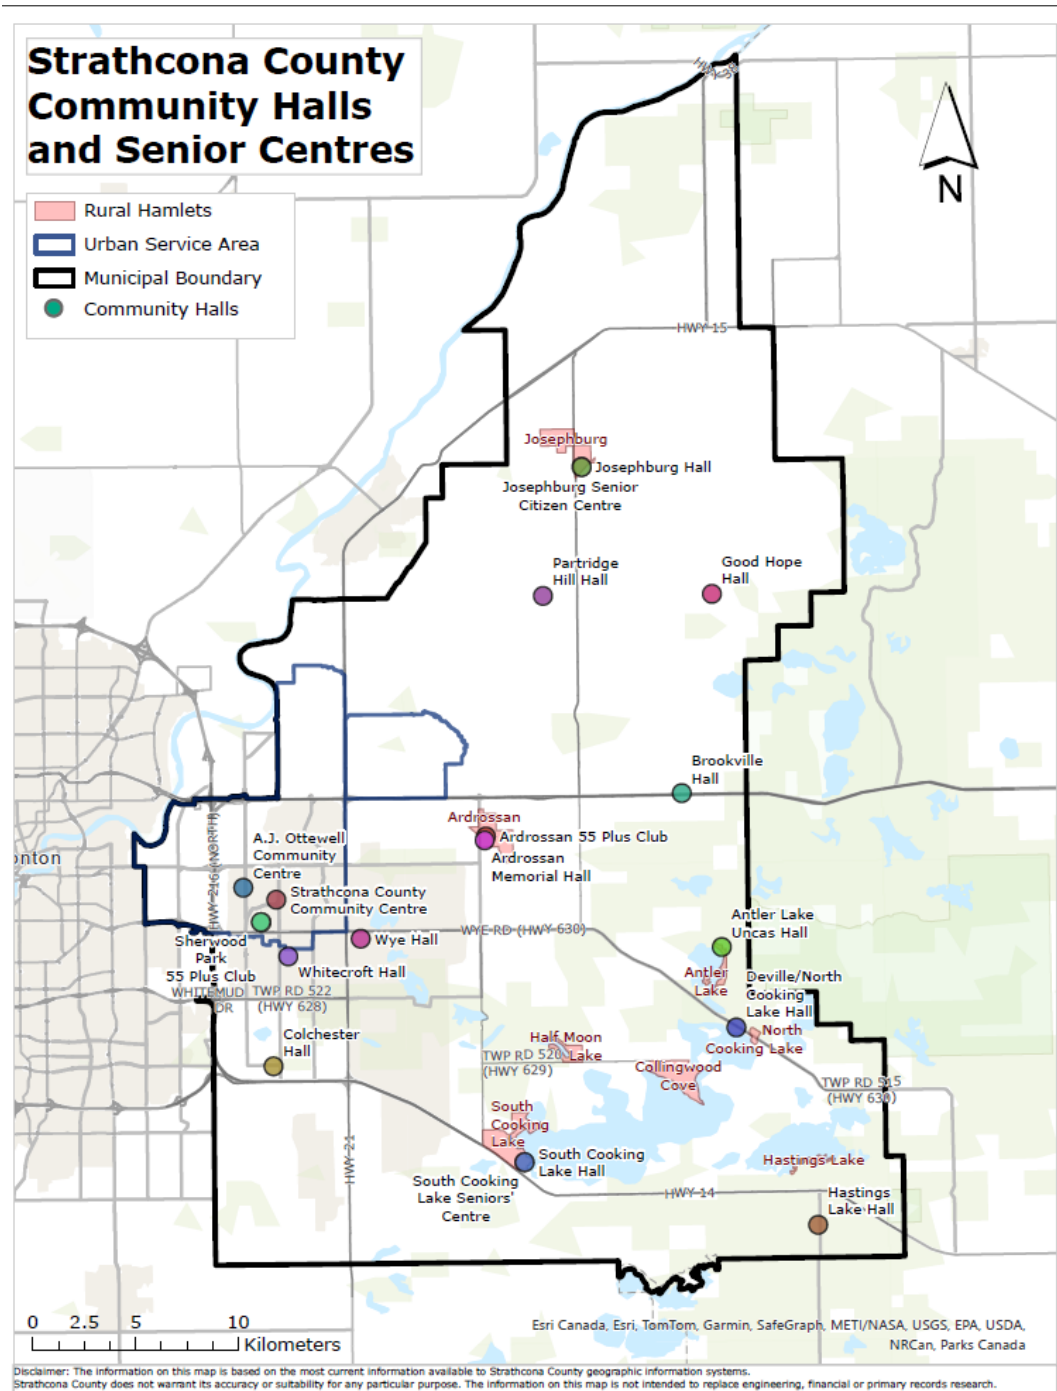 Strathcona County
Community Halls
and Senior Centres
Rural Hamlets
Urban Service Area
Municipal Boundary
Community Halls
N
HWY 38
HWY 15
Josephburg
Josephburg Hall
Josephburg Senior
Citizen Centre
Partridge
Hill Hall
Good Hope
Hall
Brookville
Hall
Ardrossan
Ardrossan 55 Plus Club
Ardrossan
Memorial Hall
HWY 216 (NORTH)
onton
A.J. Ottewell
Community
Centre
Strathcona County
Community Centre
Sherwood
Park
55 Plus Club
Wye Hall
WYE RD (HWY 630)
Whitecroft Hall
WHITEMUD
DR
TWP RD 522
(HWY 628)
Antler Lake
Uncas Hall
Antler
Lake
Deville/North
Cooking
Lake Hall
North
Cooking Lake
Colchester
Hall
Half Moon
Lake
TWP RD 520
(HWY 629)
Collingwood
Cove
TWP RD 515
(HWY 630)
South
Cooking
Lake
South Cooking
Lake Hall
South Cooking
Lake Seniors'
Centre
HWY 21
Hastings Lake
HWY 14
Hastings
Lake Hall
0 2.5 5 10
Kilometers
Esri Canada, Esri, TomTom, Garmin, SafeGraph, METI/NASA, USGS, EPA, USDA,
NRCan, Parks Canada
Disclaimer: The information on this map is based on the most current information available to Strathcona County geographic information systems.
Strathcona County does not warrant its accuracy or suitability for any particular purpose. The information on this map is not intended to replace engineering, financial or primary records research.